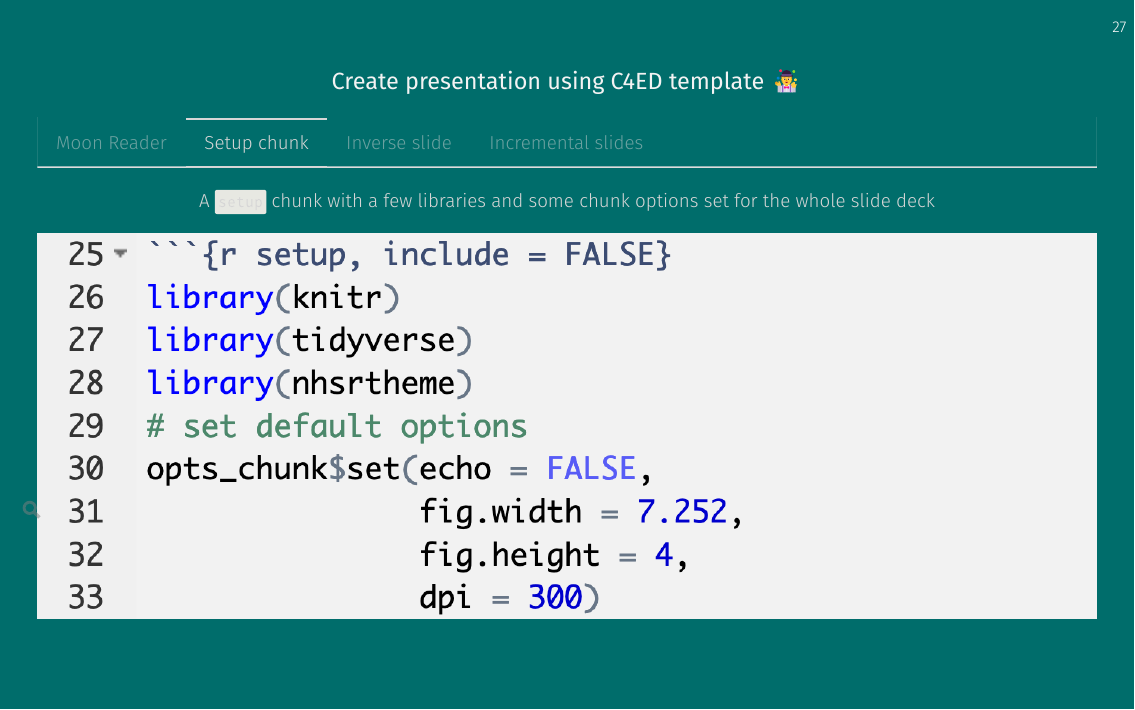 27
Create presentation using C4ED template
Moon Reader Setup chunk Inverse slide Incremental slides
A setup chunk with a few libraries and some chunk options set for the whole slide deck
25 ```{r setup, include = FALSE}
26 library(knitr)
27 library(tidyverse)
28 library(nhsrtheme)
29 # set default options
30 opts_chunk$set(echo = FALSE,
31 fig.width = 7.252,
32 fig.height = 4,
33 dpi = 300)